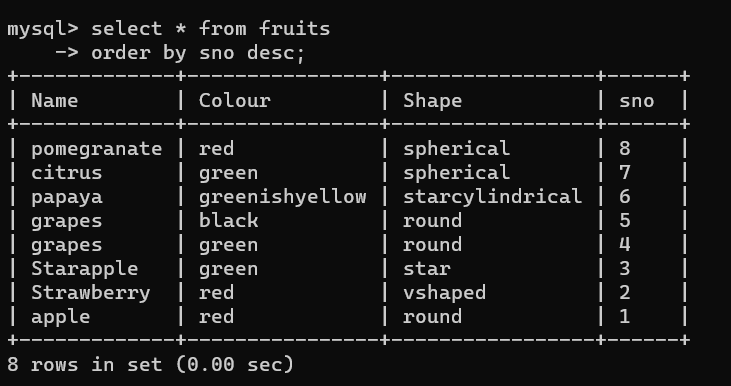 mysql> select * from fruits
    -> order by sno desc;
+-------------+----------------+-----------------+------+
| Name        | Colour         | Shape           | sno  |
+-------------+----------------+-----------------+------+
| pomegranate | red            | spherical       | 8    |
| citrus      | green          | spherical       | 7    |
| papaya      | greenishyellow | starcylindrical | 6    |
| grapes      | black          | round           | 5    |
| grapes      | green          | round           | 4    |
| Starapple   | green          | star            | 3    |
| Strawberry  | red            | vshaped         | 2    |
| apple       | red            | round           | 1    |
+-------------+----------------+-----------------+------+
8 rows in set (0.00 sec)